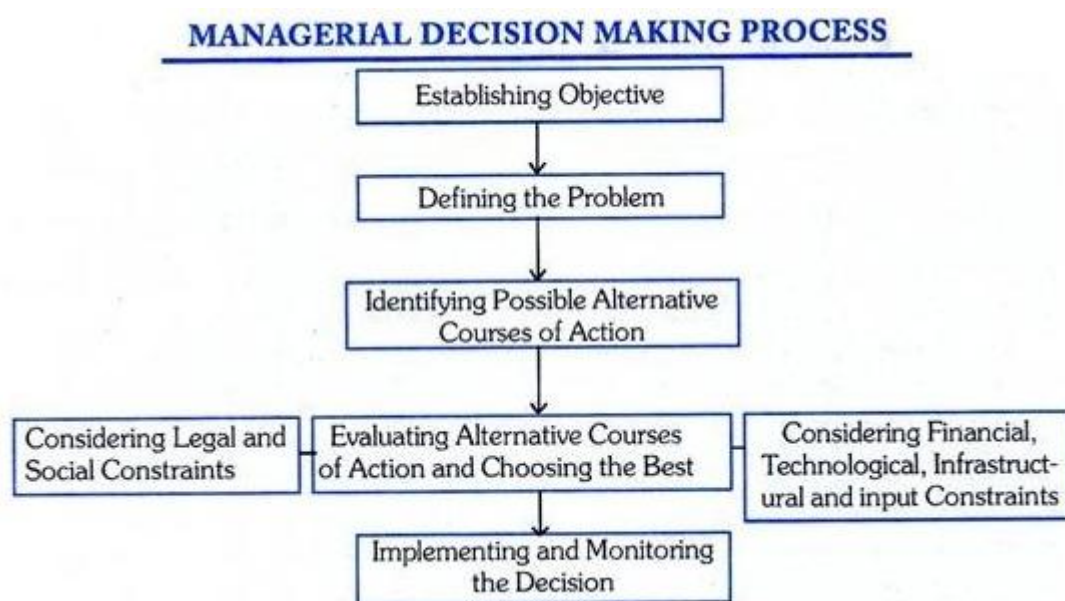 MANAGERIAL DECISION MAKING PROCESS
Establishing Objective
Defining the Problem
Identifying Possible Alternative
Courses of Action
Considering Legal and
Social Constraints
Evaluating Alternative Courses
of Action and Choosing the Best
Considering Financial,
Technological, Infrastruct-
ural and input Constraints
Implementing and Monitoring
the Decision